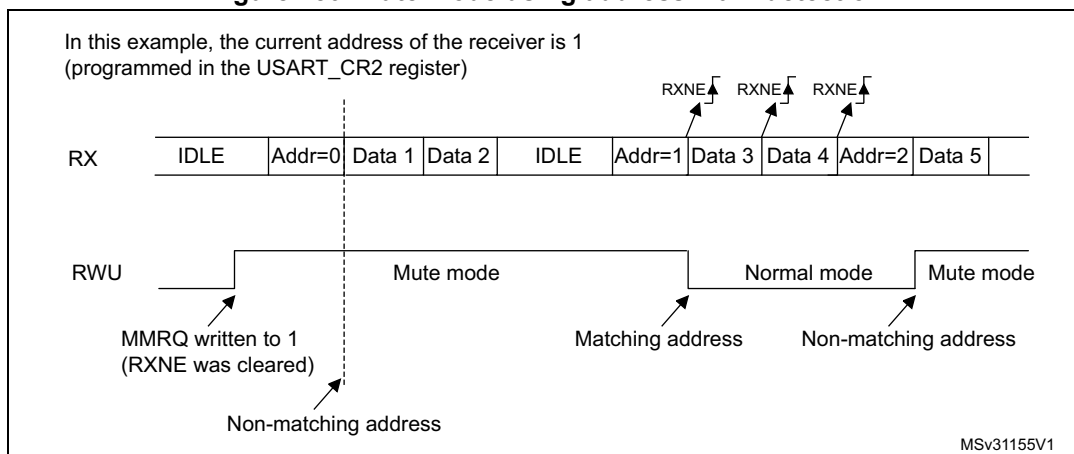 In this example, the current address of the receiver is 1
(programmed in the USART_CR2 register)
RXNE RXNE RXNE
RX IDLE Addr=0 Data 1 Data 2 IDLE Addr=1 Data 3 Data 4 Addr=2 Data 5
RWU Mute mode Normal mode Mute mode
MMRQ written to 1 Matching address Non-matching address
(RXNE was cleared)
Non-matching address
MSv31155V1